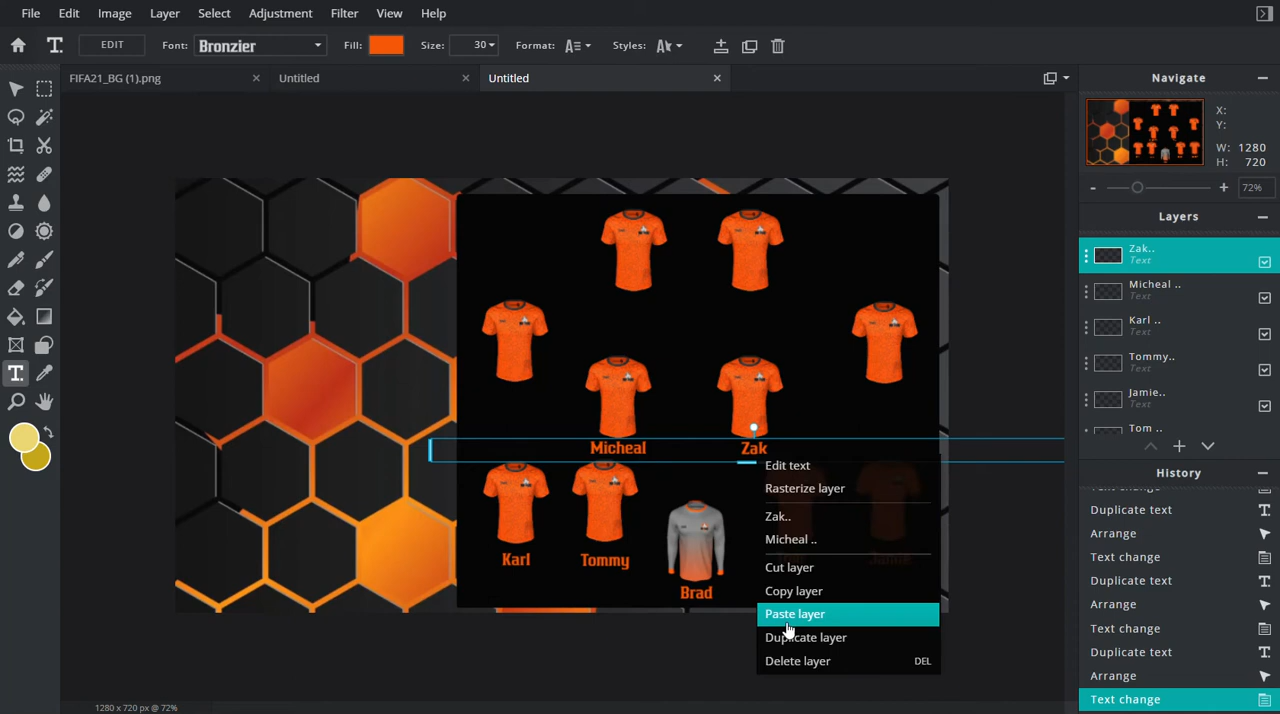 File Edit Image Layer Select Adjustment Filter View Help
EDIT Font: Bronzier Fill: Size: 30 Format: Styles:
FIFA21_BG (1).png Untitled Untitled
Navigate
X:
Y:
W: 1280
H: 720
72%
Layers
Zak..
Text
Micheal ..
Text
Karl ..
Text
Tommy..
Text
Jamie..
Text
Tom ..
History
Text change
Duplicate text
Arrange
Text change
Duplicate text
Arrange
Text change
Duplicate text
Arrange
Text change
Micheal Zak
Karl Tommy
Brad
Jamie
Edit text
Rasterize layer
Zak..
Micheal ..
Cut layer
Copy layer
Paste layer
Duplicate layer
Delete layer DEL
1280 x 720 px @ 72%